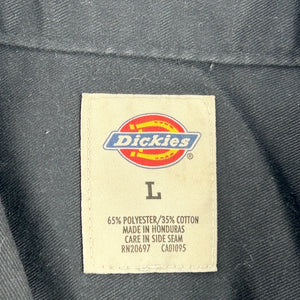 Dickies
®
L
65% POLYESTER/35% COTTON
MADE IN HONDURAS
CARE IN SIDE SEAM
RN20697 CA01095